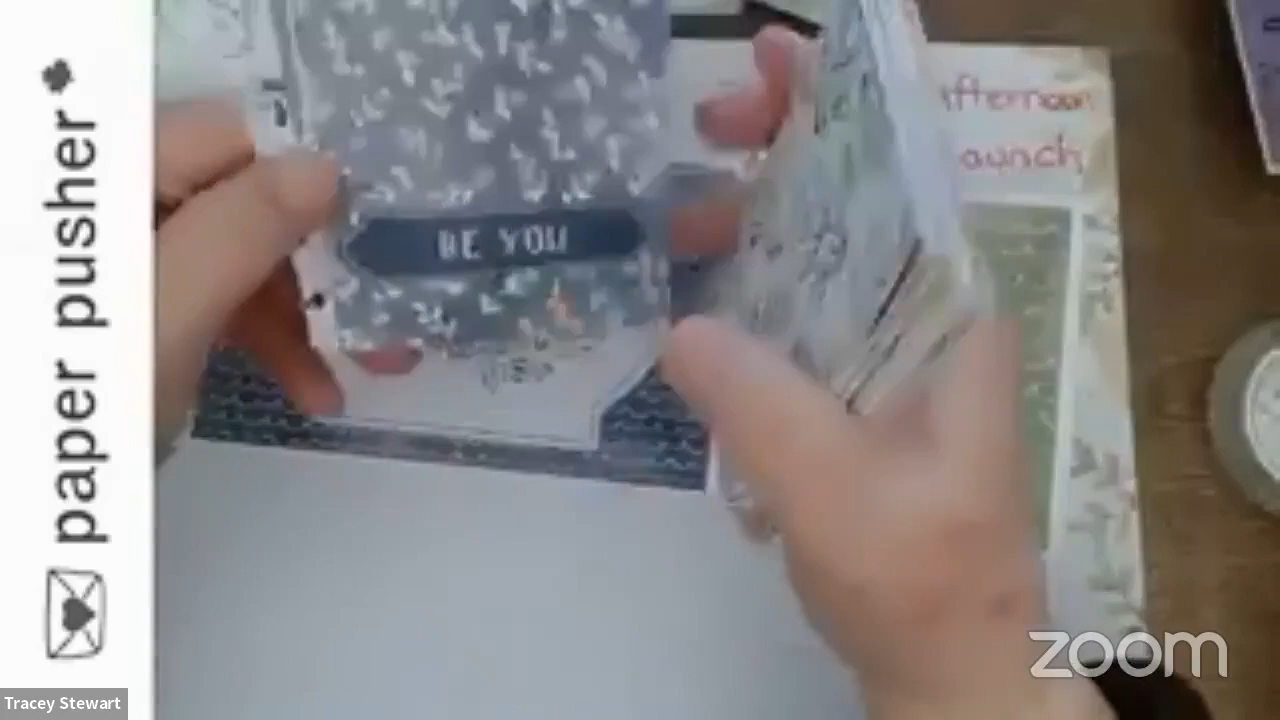 paper pusher
BE YOU
afternoon
launch
zoom
Tracey Stewart